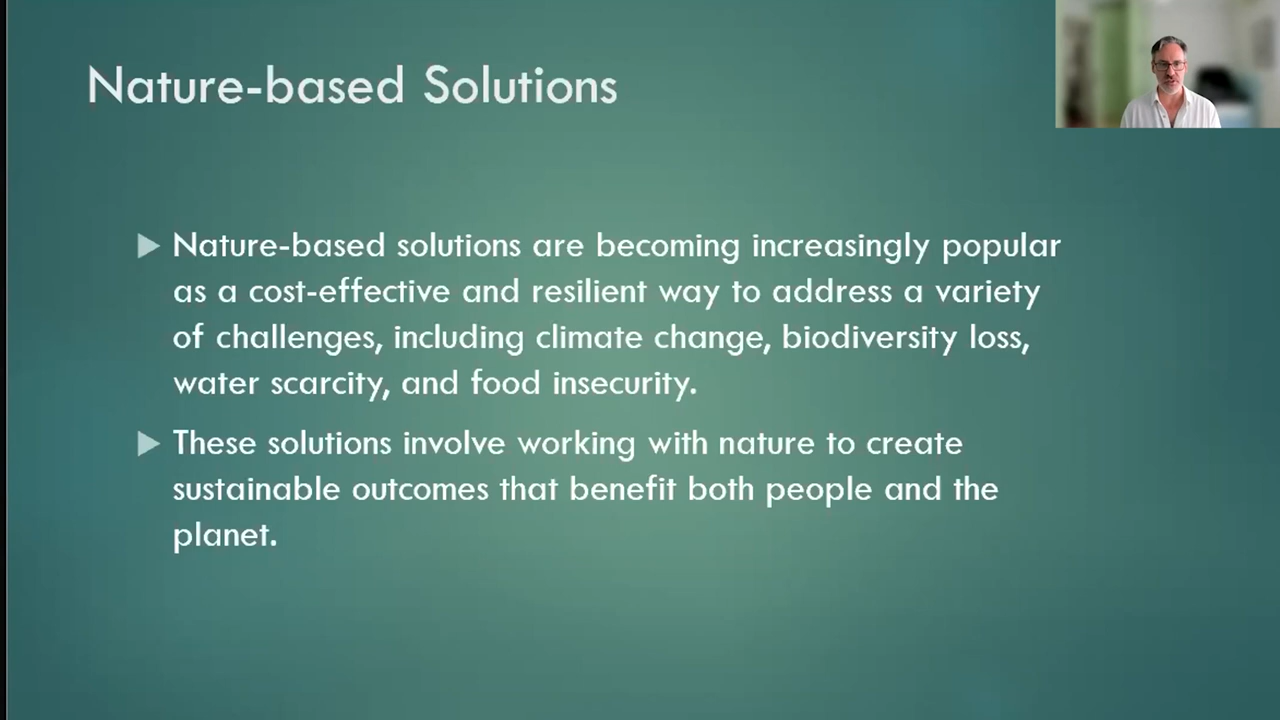 Nature-based Solutions
Nature-based solutions are becoming increasingly popular
as a cost-effective and resilient way to address a variety
of challenges, including climate change, biodiversity loss,
water scarcity, and food insecurity.
These solutions involve working with nature to create
sustainable outcomes that benefit both people and the
planet.